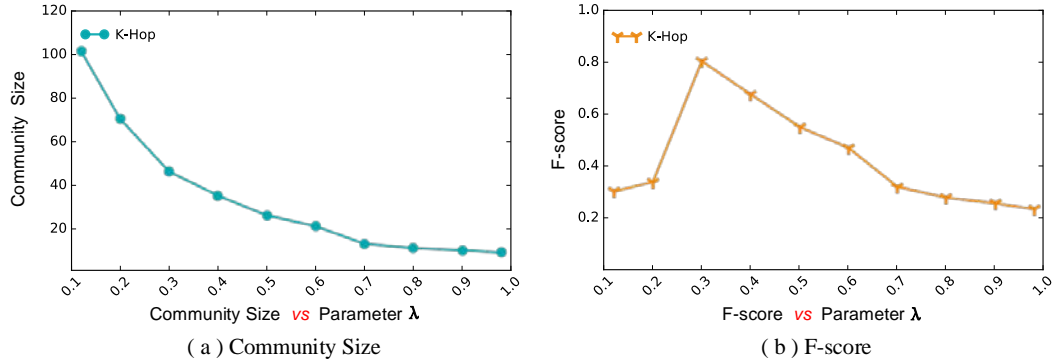 120
100
80
60
40
20
Community Size
K-Hop
0.1 0.2 0.3 0.4 0.5 0.6 0.7 0.8 0.9 1.0
Community Size vs Parameter λ
( a ) Community Size
1.0
0.8
0.6
0.4
0.2
F-score
K-Hop
0.1 0.2 0.3 0.4 0.5 0.6 0.7 0.8 0.9 1.0
F-score vs Parameter λ
( b ) F-score